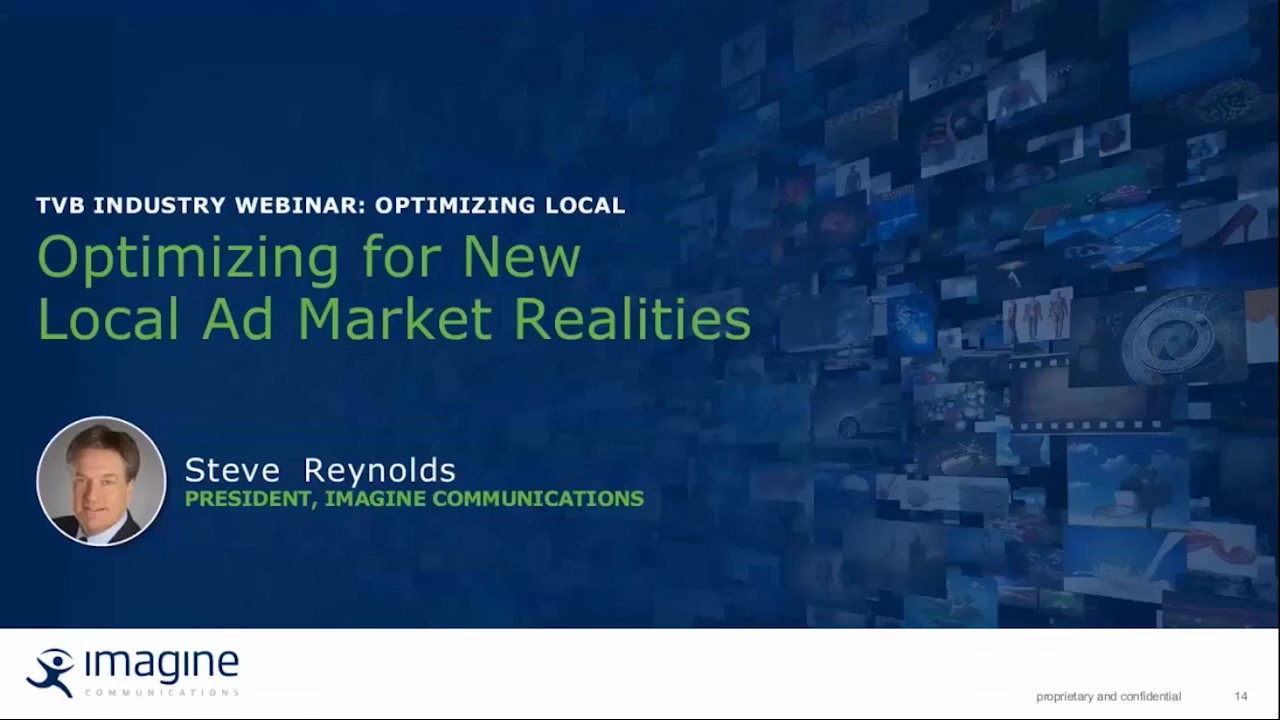 TVB INDUSTRY WEBINAR: OPTIMIZING LOCAL
Optimizing for New
Local Ad Market Realities
Steve Reynolds
PRESIDENT, IMAGINE COMMUNICATIONS
imagine
COMMUNICATIONS
proprietary and confidential
14